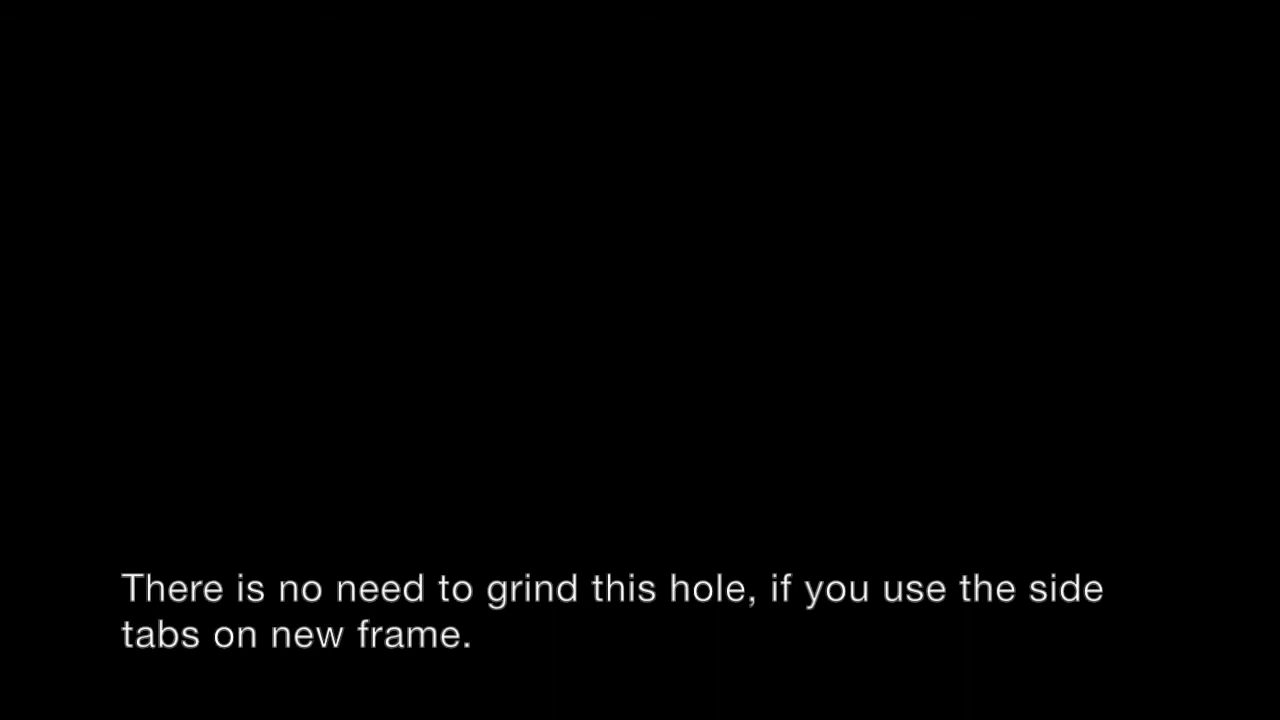 There is no need to grind this hole, if you use the side
tabs on new frame.